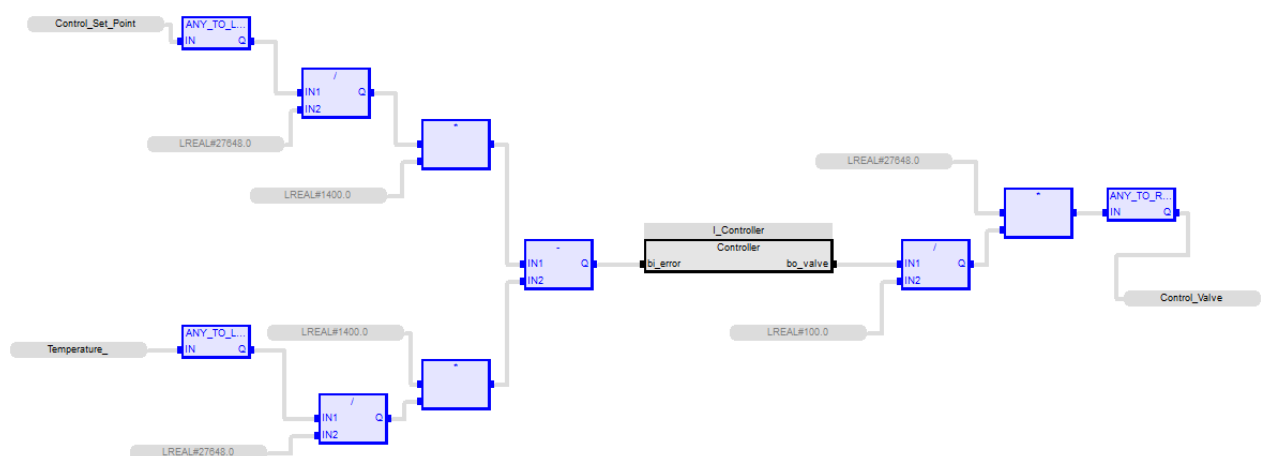 Control_Set_Point
ANY_TO_L...
IN Q
/
IN1 Q
IN2
LREAL#27648.0
*
LREAL#1400.0
LREAL#27648.0
*
ANY_TO_R...
IN Q
I_Controller
Controller
bi_error bo_valve
-
IN1 Q
IN2
/
IN1 Q
IN2
Control_Valve
LREAL#100.0
ANY_TO_L...
IN Q
Temperature_
LREAL#1400.0
*
/
IN1 Q
IN2
LREAL#27648.0